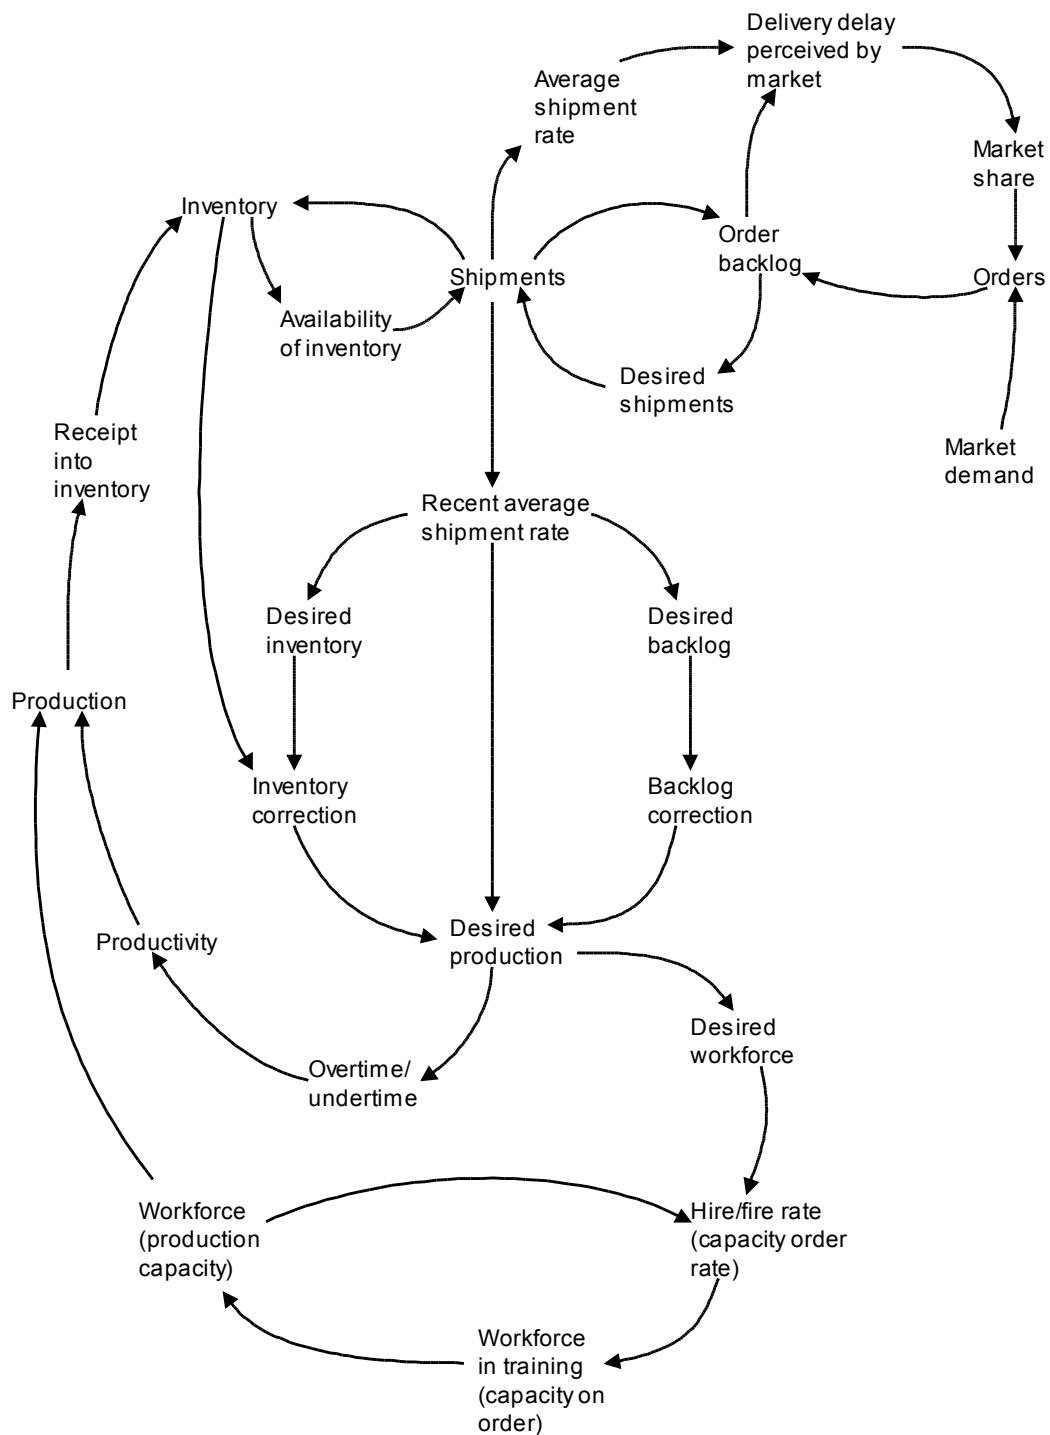 Delivery delay
perceived by
market
Average
shipment
rate
Market
share
Inventory
Order
backlog
Shipments
Orders
Availability
of inventory
Desired
shipments
Receipt
into
inventory
Market
demand
Recent average
shipment rate
Desired
inventory
Desired
backlog
Production
Inventory
correction
Backlog
correction
Desired
production
Productivity
Desired
workforce
Overtime/
undertime
Workforce
(production
capacity)
Hire/fire rate
(capacity order
rate)
Workforce
in training
(capacity on
order)